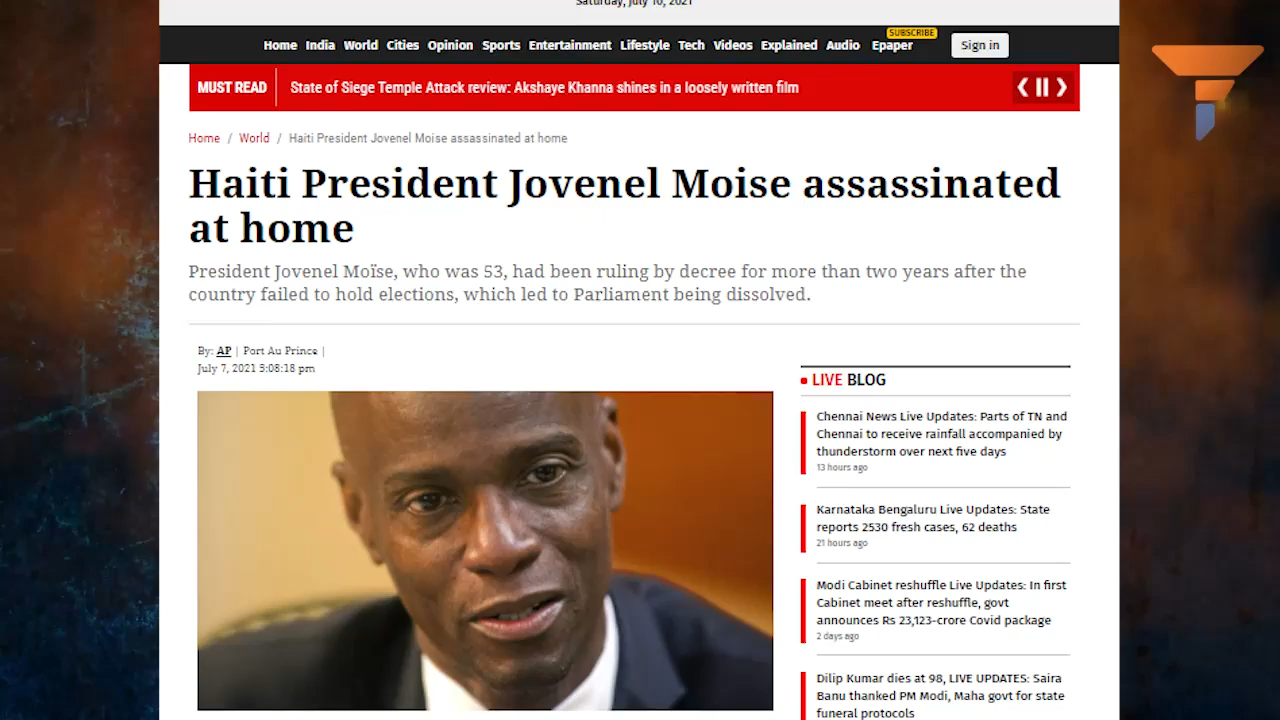 Saturday, July 10, 2021
Home India World Cities Opinion Sports Entertainment Lifestyle Tech Videos Explained Audio Epaper SUBSCRIBE Sign in
MUST READ State of Siege Temple Attack review: Akshaye Khanna shines in a loosely written film
Home / World / Haiti President Jovenel Moise assassinated at home
Haiti President Jovenel Moise assassinated
at home
President Jovenel Moïse, who was 53, had been ruling by decree for more than two years after the
country failed to hold elections, which led to Parliament being dissolved.
By: AP | Port Au Prince |
July 7, 2021 3:08:18 pm
LIVE BLOG
Chennai News Live Updates: Parts of TN and
Chennai to receive rainfall accompanied by
thunderstorm over next five days
13 hours ago
Karnataka Bengaluru Live Updates: State
reports 2530 fresh cases, 62 deaths
21 hours ago
Modi Cabinet reshuffle Live Updates: In first
Cabinet meet after reshuffle, govt
announces Rs 23,123-crore Covid package
2 days ago
Dilip Kumar dies at 98, LIVE UPDATES: Saira
Banu thanked PM Modi, Maha govt for state
funeral protocols